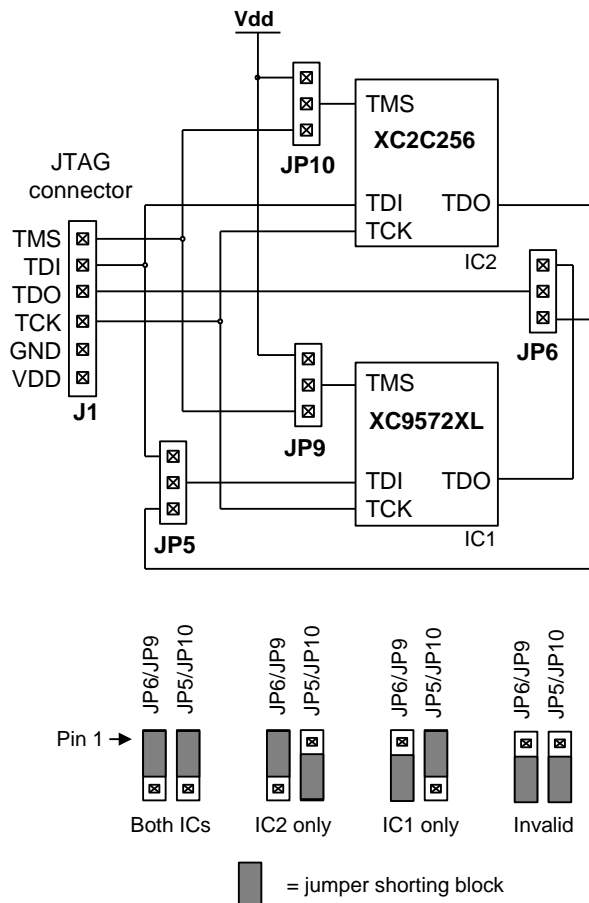 Vdd
TMS
XC2C256
JP10
JTAG
connector
TDI
TDO
TCK
IC2
TMS
TDI
TDO
TCK
GND
VDD
J1
JP6
TMS
XC9572XL
JP9
TDI
TDO
TCK
IC1
JP5
JP6/JP9
JP5/JP10
JP6/JP9
JP5/JP10
JP6/JP9
JP5/JP10
JP6/JP9
JP5/JP10
Pin 1
Both ICs
IC2 only
IC1 only
Invalid
= jumper shorting block